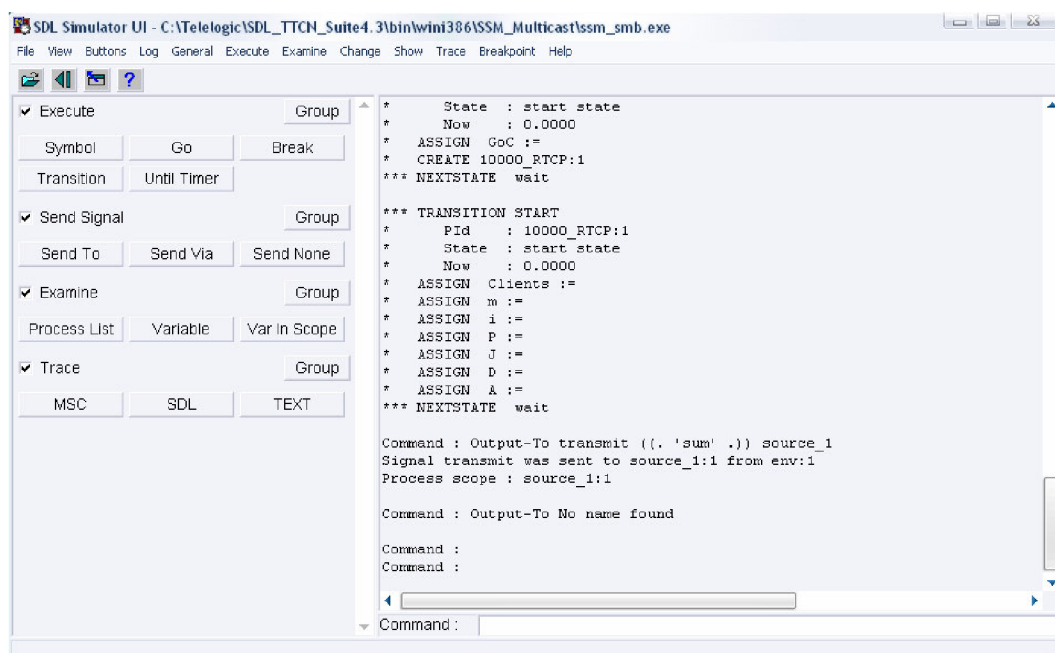 SDL Simulator UI - C:\Telelogic\SDL_TTCN_Suite4.3\bin\wini386\SSM_Multicast\ssm_smb.exe
File View Buttons Log General Execute Examine Change Show Trace Breakpoint Help
?
Execute Group
Symbol Go Break
Transition Until Timer
Send Signal Group
Send To Send Via Send None
Examine Group
Process List Variable Var In Scope
Trace Group
MSC SDL TEXT
* State : start state
* Now : 0.0000
* ASSIGN GoC :=
* CREATE 10000_RTCP:1
*** NEXTSTATE wait
*** TRANSITION START
* PId : 10000_RTCP:1
* State : start state
* Now : 0.0000
* ASSIGN Clients :=
* ASSIGN m :=
* ASSIGN i :=
* ASSIGN P :=
* ASSIGN J :=
* ASSIGN D :=
* ASSIGN A :=
*** NEXTSTATE wait
Command : Output-To transmit ((. 'sum' .)) source_1
Signal transmit was sent to source_1:1 from env:1
Process scope : source_1:1
Command : Output-To No name found
Command :
Command :
Command :